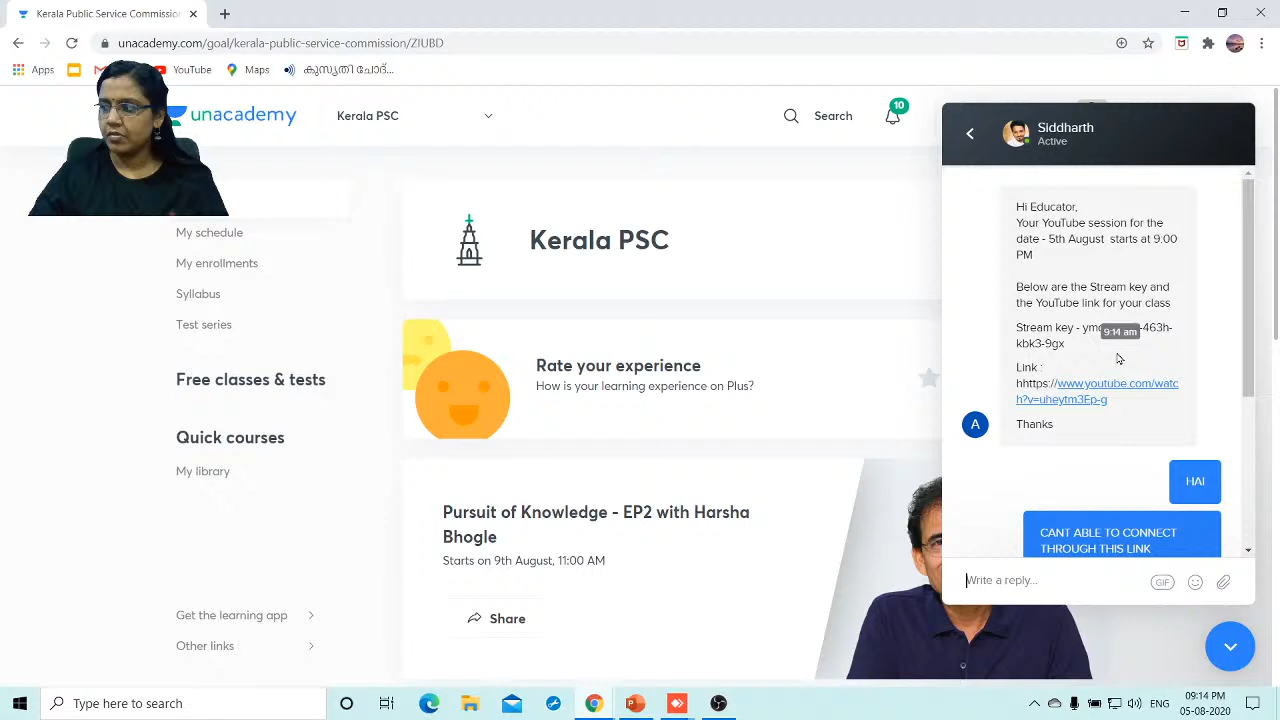 Kerala Public Service Commissio
unacademy.com/goal/kerala-public-service-commission/ZIUBD
Apps
YouTube
Maps
കുസൃതി ചോദ്...
unacademy
Kerala PSC
Search
10
My schedule
My enrollments
Syllabus
Test series
Free classes & tests
Quick courses
My library
Get the learning app
Other links
Kerala PSC
Rate your experience
How is your learning experience on Plus?
Pursuit of Knowledge - EP2 with Harsha
Bhogle
Starts on 9th August, 11:00 AM
Share
Siddharth
Active
Hi Educator,
Your YouTube session for the
date - 5th August starts at 9:00
PM
Below are the Stream key and
the YouTube link for your class
Stream key - -463h-
9:14 am
kbk3-9gx
Link :
hhttps://www.youtube.com/watc
h?v=uheytm3Ep-g
Thanks
A
HAI
CANT ABLE TO CONNECT
THROUGH THIS LINK
Write a reply...
GIF
Type here to search
ENG
09:14 PM
05-08-2020